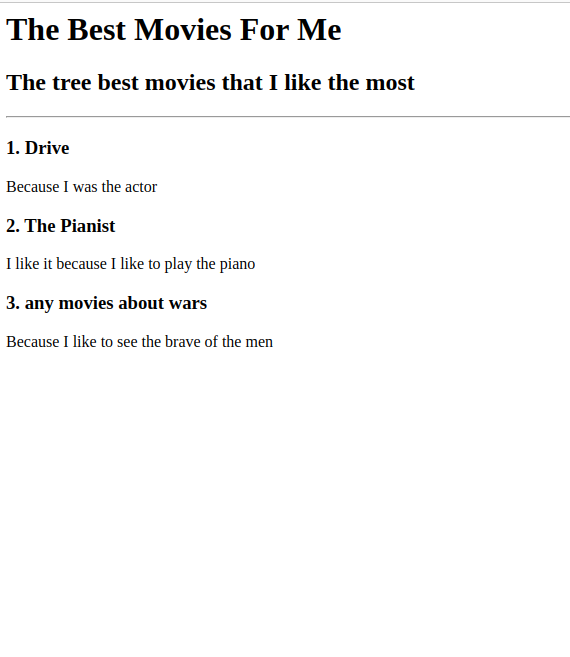 The Best Movies For Me
The tree best movies that I like the most
1. Drive
Because I was the actor
2. The Pianist
I like it because I like to play the piano
3. any movies about wars
Because I like to see the brave of the men